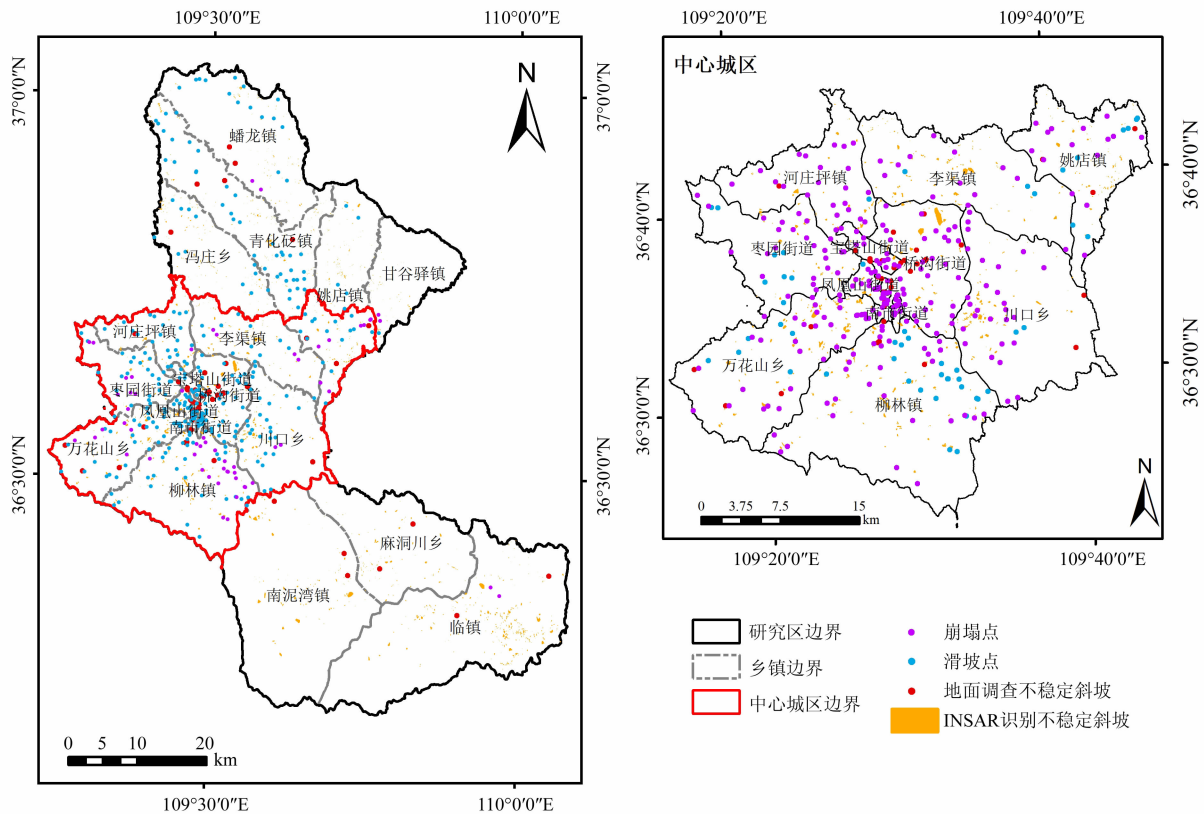 109°30′0″E
110°0′0″E
37°0′0″N
37°0′0″N
36°30′0″N
36°30′0″N
109°30′0″E
110°0′0″E
N
蟠龙镇
青化砭镇
冯庄乡
甘谷驿镇
姚店镇
河庄坪镇
李渠镇
宝塔山街道
枣园街道
桥沟街道
凤凰山街道
南市街道
川口乡
万花山乡
柳林镇
麻洞川乡
南泥湾镇
临镇
0 5 10 20
km
109°20′0″E
109°40′0″E
36°40′0″N
36°40′0″N
36°30′0″N
36°30′0″N
109°20′0″E
109°40′0″E
中心城区
姚店镇
河庄坪镇
李渠镇
枣园街道
宝塔山街道
桥沟街道
凤凰山街道
南市街道
川口乡
万花山乡
柳林镇
N
0 3.75 7.5 15
km
研究区边界
乡镇边界
中心城区边界
崩塌点
滑坡点
地面调查不稳定斜坡
INSAR识别不稳定斜坡